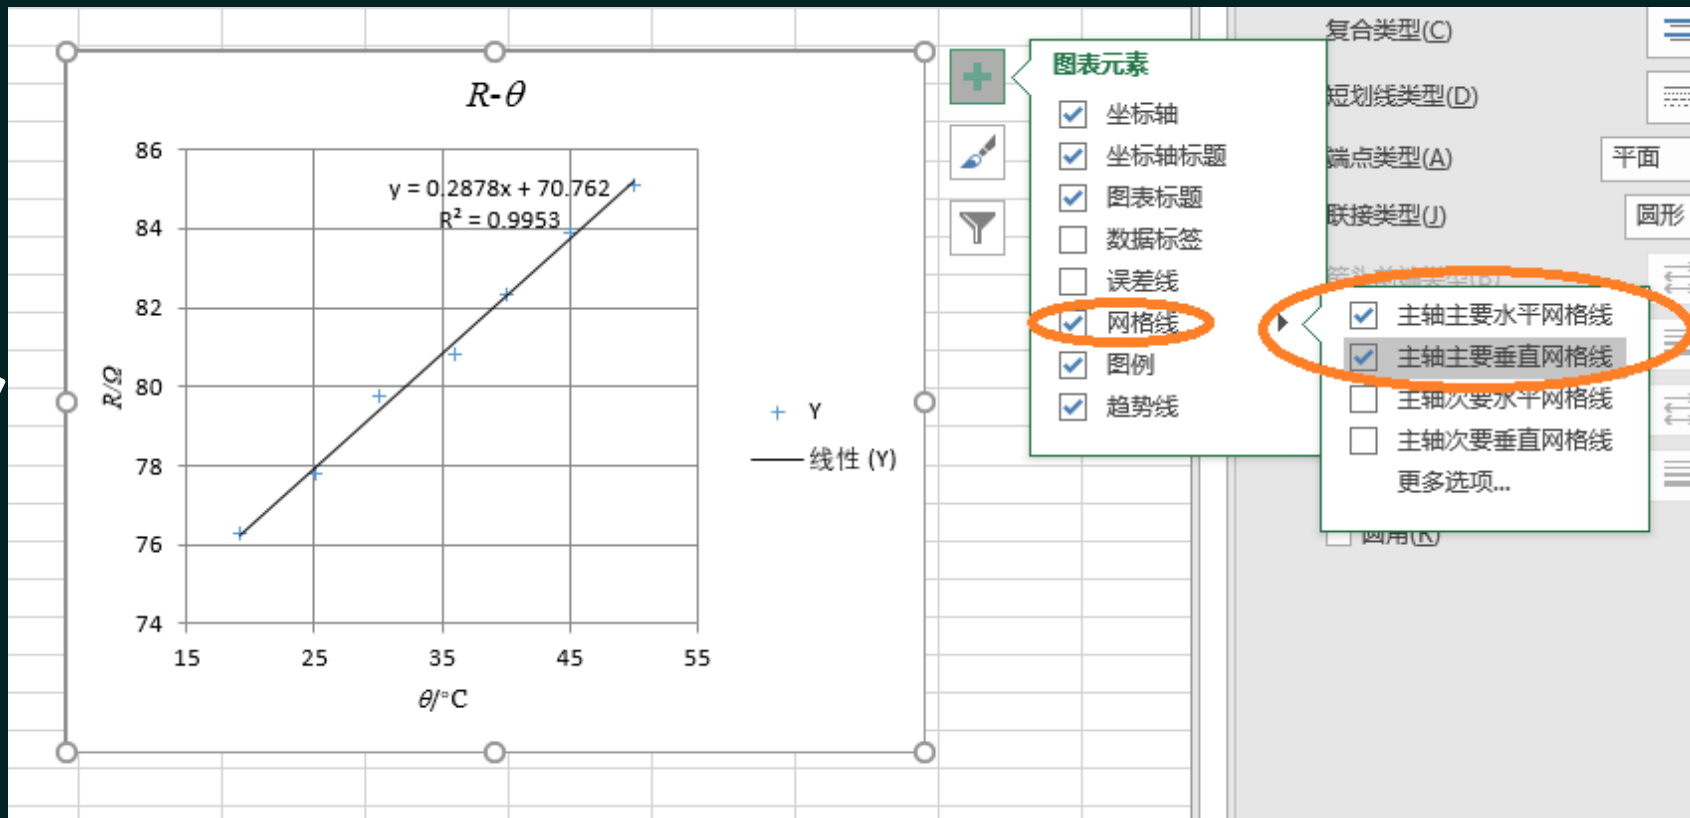 R-θ
86
84
82
80
78
76
74
y = 0.2878x + 70.762
R² = 0.9953
R/Ω
15 25 35 45 55
θ/°C
Y
线性 (Y)
图表元素
坐标轴
坐标轴标题
图表标题
数据标签
误差线
网格线
图例
趋势线
复合类型(C)
短划线类型(D)
端点类型(A)
平面
联接类型(J)
圆形
主轴主要水平网格线
主轴主要垂直网格线
主轴次要水平网格线
主轴次要垂直网格线
更多选项...
圆角(R)